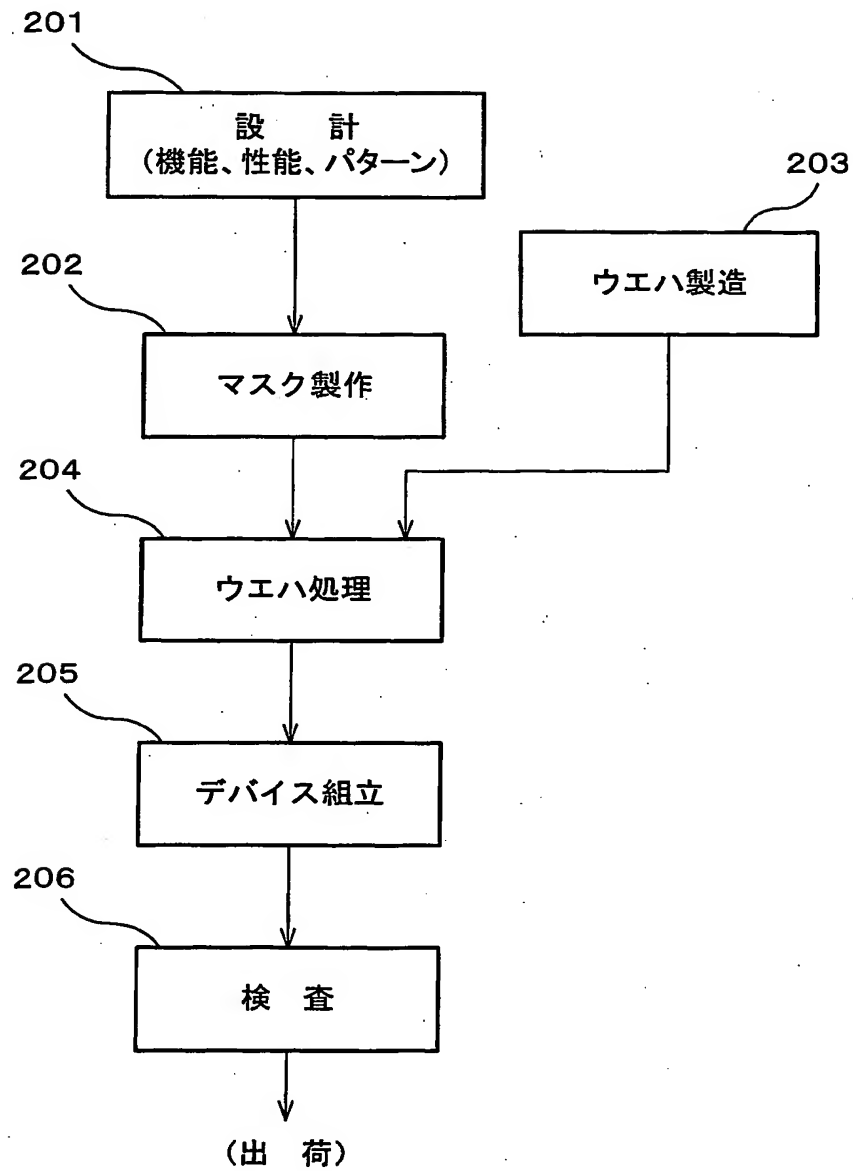 201
設 計
(機能、性能、パターン)
203
ウエハ製造
202
マスク製作
204
ウエハ処理
205
デバイス組立
206
検 査
(出 荷)